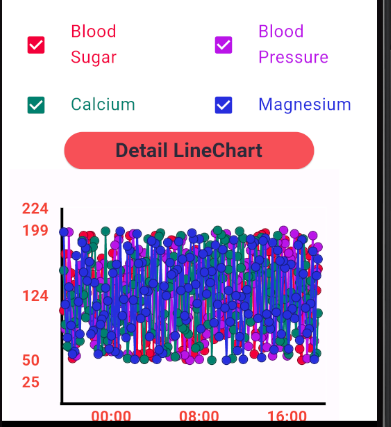 Blood Sugar
Blood Pressure
Calcium
Magnesium
Detail LineChart
224
199
124
50
25
00:00 08:00 16:00